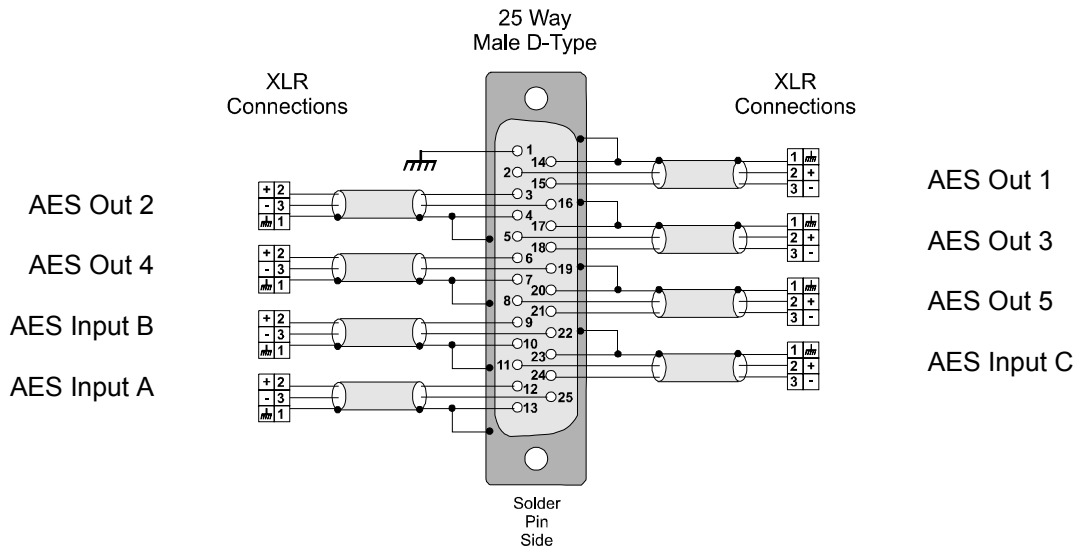 25 Way
Male D-Type
XLR
Connections
XLR
Connections
AES Out 2
AES Out 4
AES Input B
AES Input A
+ 2
- 3
1
+ 2
- 3
1
+ 2
- 3
1
+ 2
- 3
1
1
14
2
15
3
16
4
17
5
18
6
19
7
20
8
21
9
22
10
23
11
24
12
25
13
1
2 +
3 -
1
2 +
3 -
1
2 +
3 -
1
2 +
3 -
AES Out 1
AES Out 3
AES Out 5
AES Input C
Solder
Pin
Side